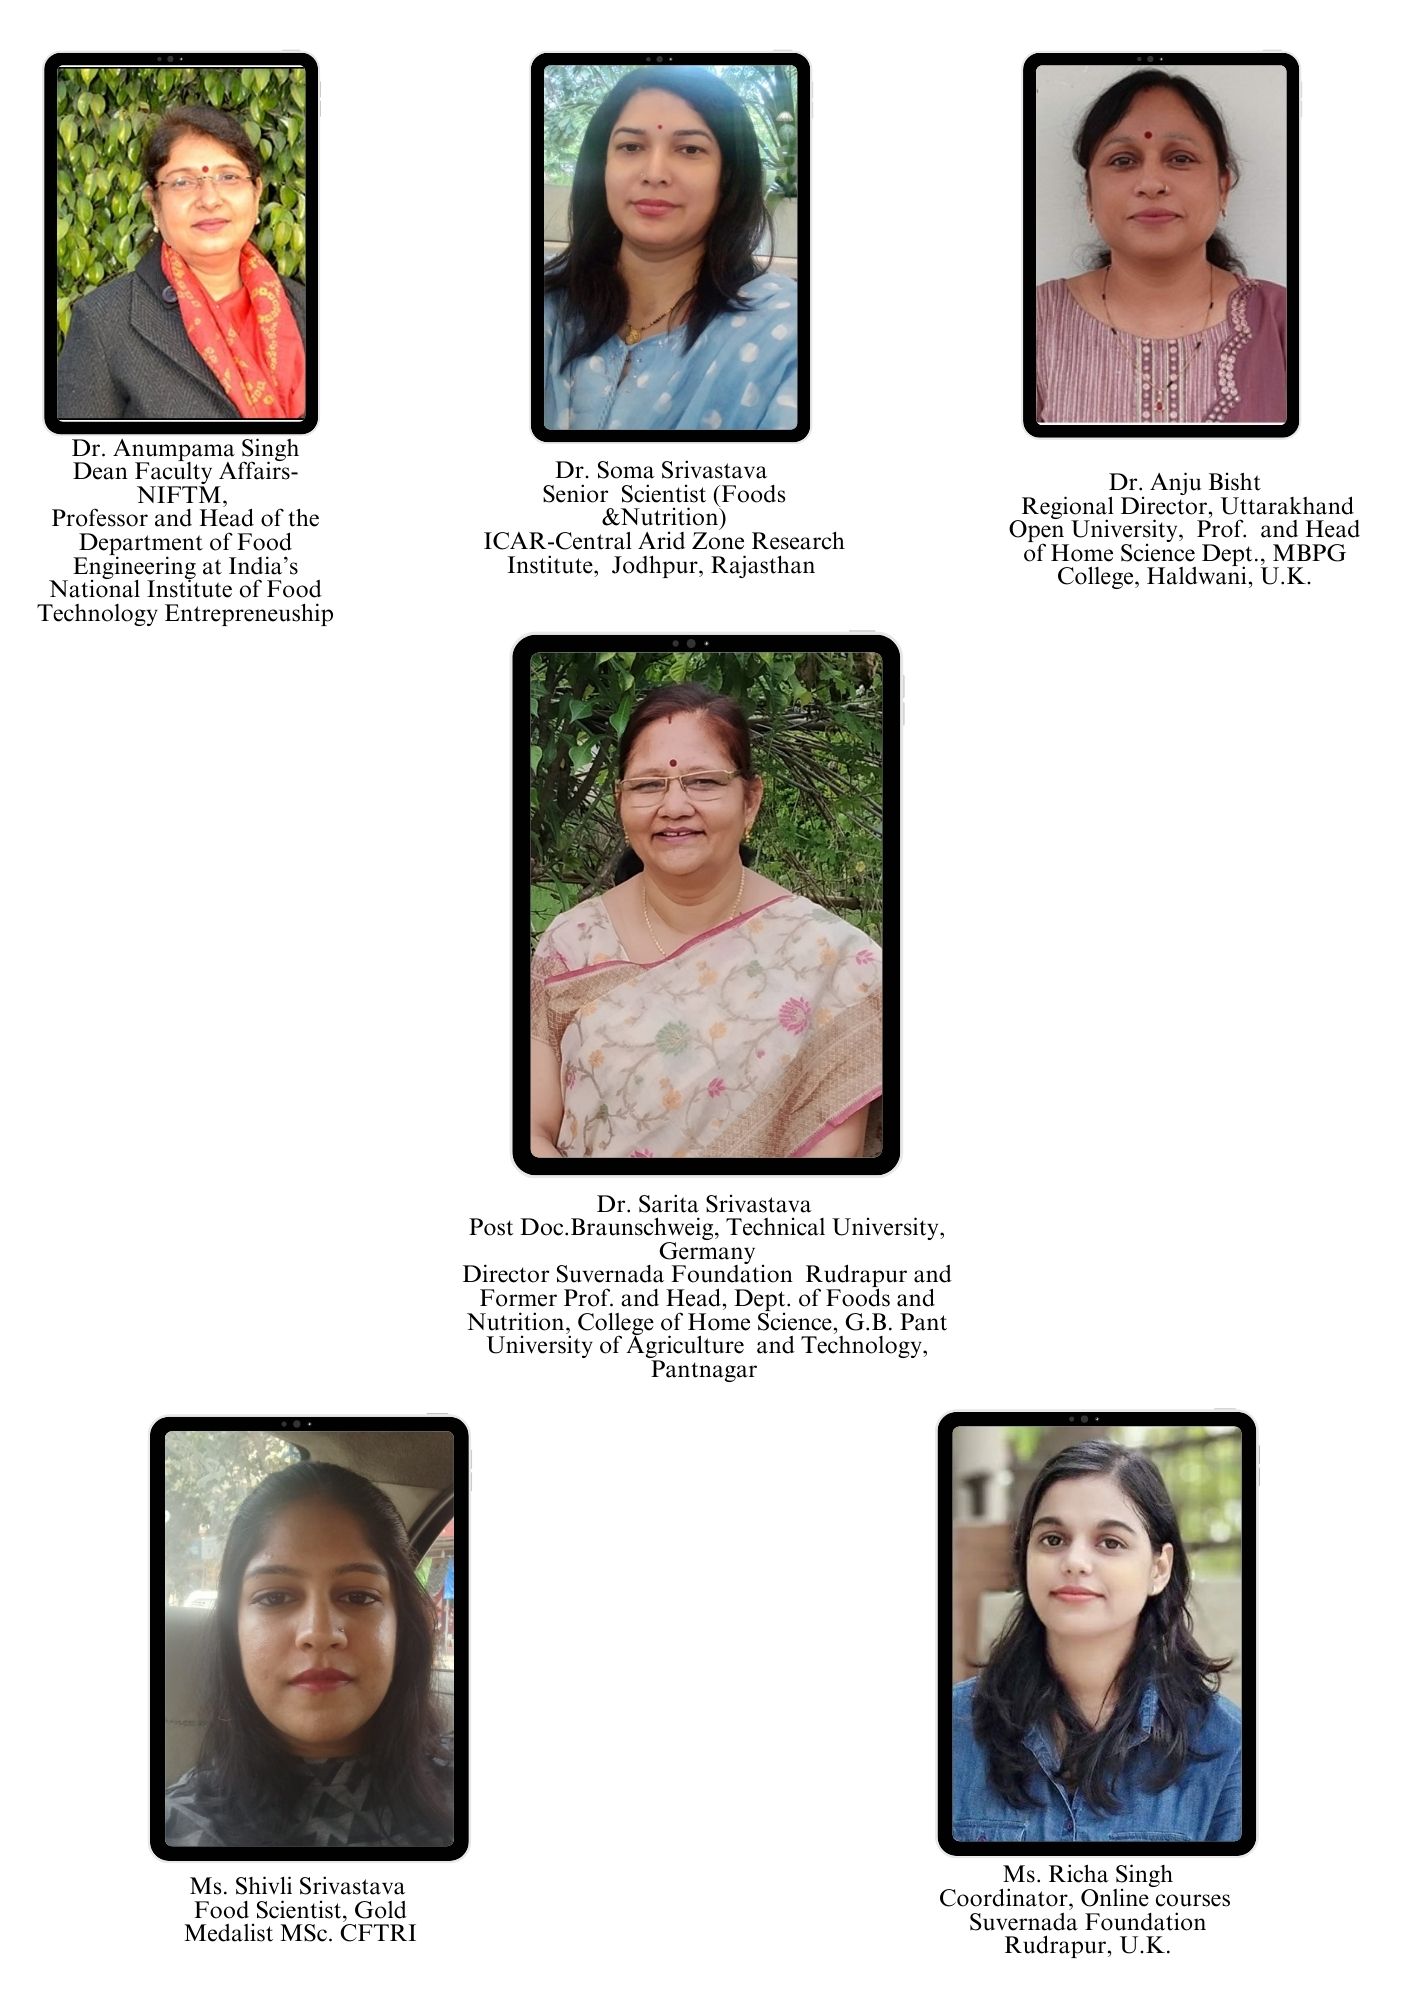 Dr. Anumpama Singh
Dean Faculty Affairs-
NIFTM,
Professor and Head of the
Department of Food
Engineering at India’s
National Institute of Food
Technology Entrepreneuship
Dr. Soma Srivastava
Senior Scientist (Foods
&Nutrition)
ICAR-Central Arid Zone Research
Institute, Jodhpur, Rajasthan
Dr. Anju Bisht
Regional Director, Uttarakhand
Open University, Prof. and Head
of Home Science Dept., MBPG
College, Haldwani, U.K.
Dr. Sarita Srivastava
Post Doc.Braunschweig, Technical University,
Germany
Director Suvernada Foundation Rudrapur and
Former Prof. and Head, Dept. of Foods and
Nutrition, College of Home Science, G.B. Pant
University of Agriculture and Technology,
Pantnagar
Ms. Shivli Srivastava
Food Scientist, Gold
Medalist MSc. CFTRI
Ms. Richa Singh
Coordinator, Online courses
Suvernada Foundation
Rudrapur, U.K.